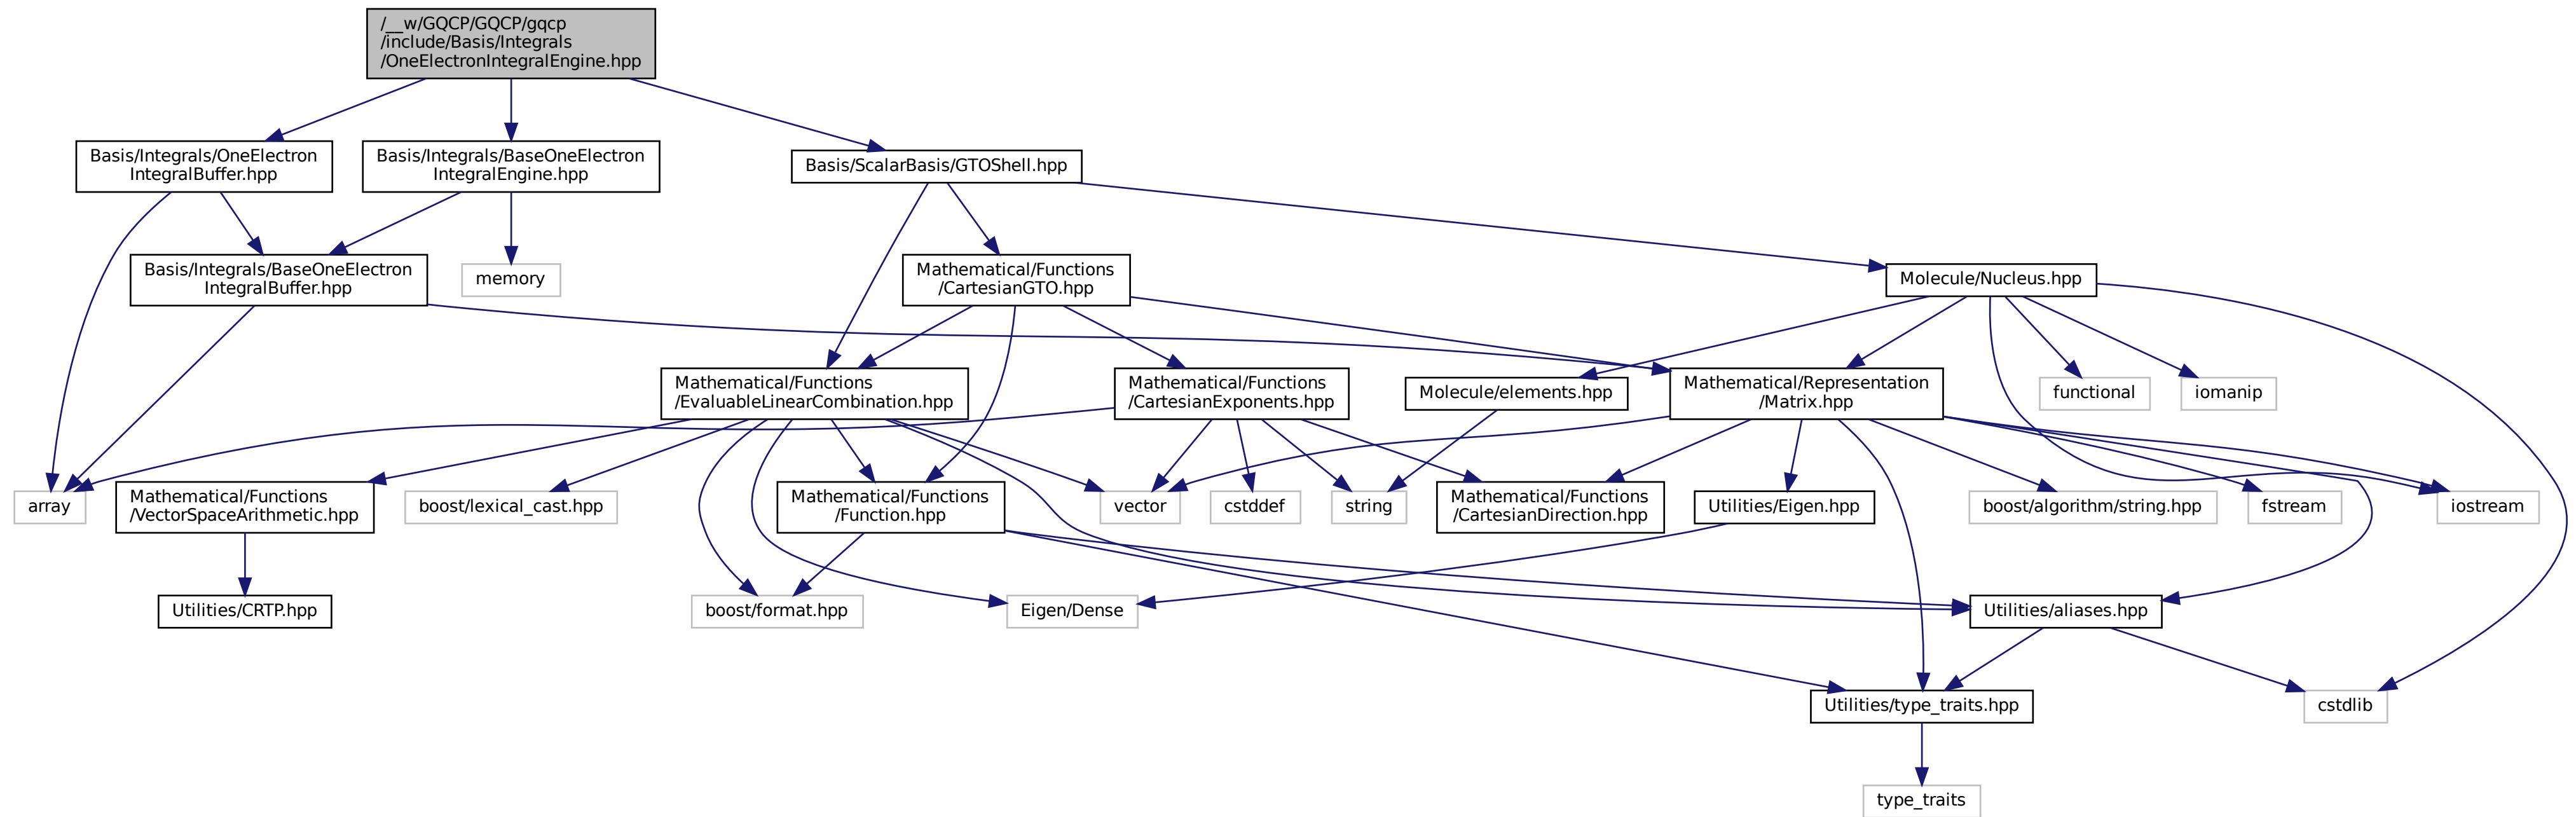 /__w/GQCP/GQCP/gqcp
/include/Basis/Integrals
/OneElectronIntegralEngine.hpp
Basis/Integrals/OneElectron
IntegralBuffer.hpp
Basis/Integrals/BaseOneElectron
IntegralEngine.hpp
Basis/ScalarBasis/GTOShell.hpp
Basis/Integrals/BaseOneElectron
IntegralBuffer.hpp
memory
Mathematical/Functions
/CartesianGTO.hpp
Molecule/Nucleus.hpp
Mathematical/Functions
/EvaluableLinearCombination.hpp
Mathematical/Functions
/CartesianExponents.hpp
Molecule/elements.hpp
Mathematical/Representation
/Matrix.hpp
functional
iomanip
array
Mathematical/Functions
/VectorSpaceArithmetic.hpp
boost/lexical_cast.hpp
Mathematical/Functions
/Function.hpp
vector
cstddef
string
Mathematical/Functions
/CartesianDirection.hpp
Utilities/Eigen.hpp
boost/algorithm/string.hpp
fstream
iostream
Utilities/CRTP.hpp
boost/format.hpp
Eigen/Dense
Utilities/aliases.hpp
Utilities/type_traits.hpp
cstdlib
type_traits